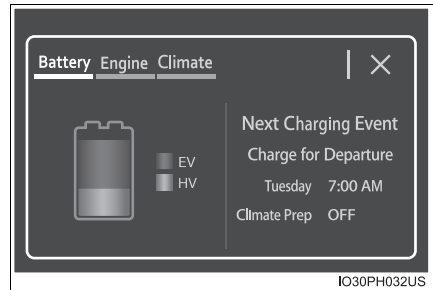 Battery Engine Climate
Next Charging Event
Charge for Departure
EV
HV
Tuesday 7:00 AM
Climate Prep OFF
IO30PH032US